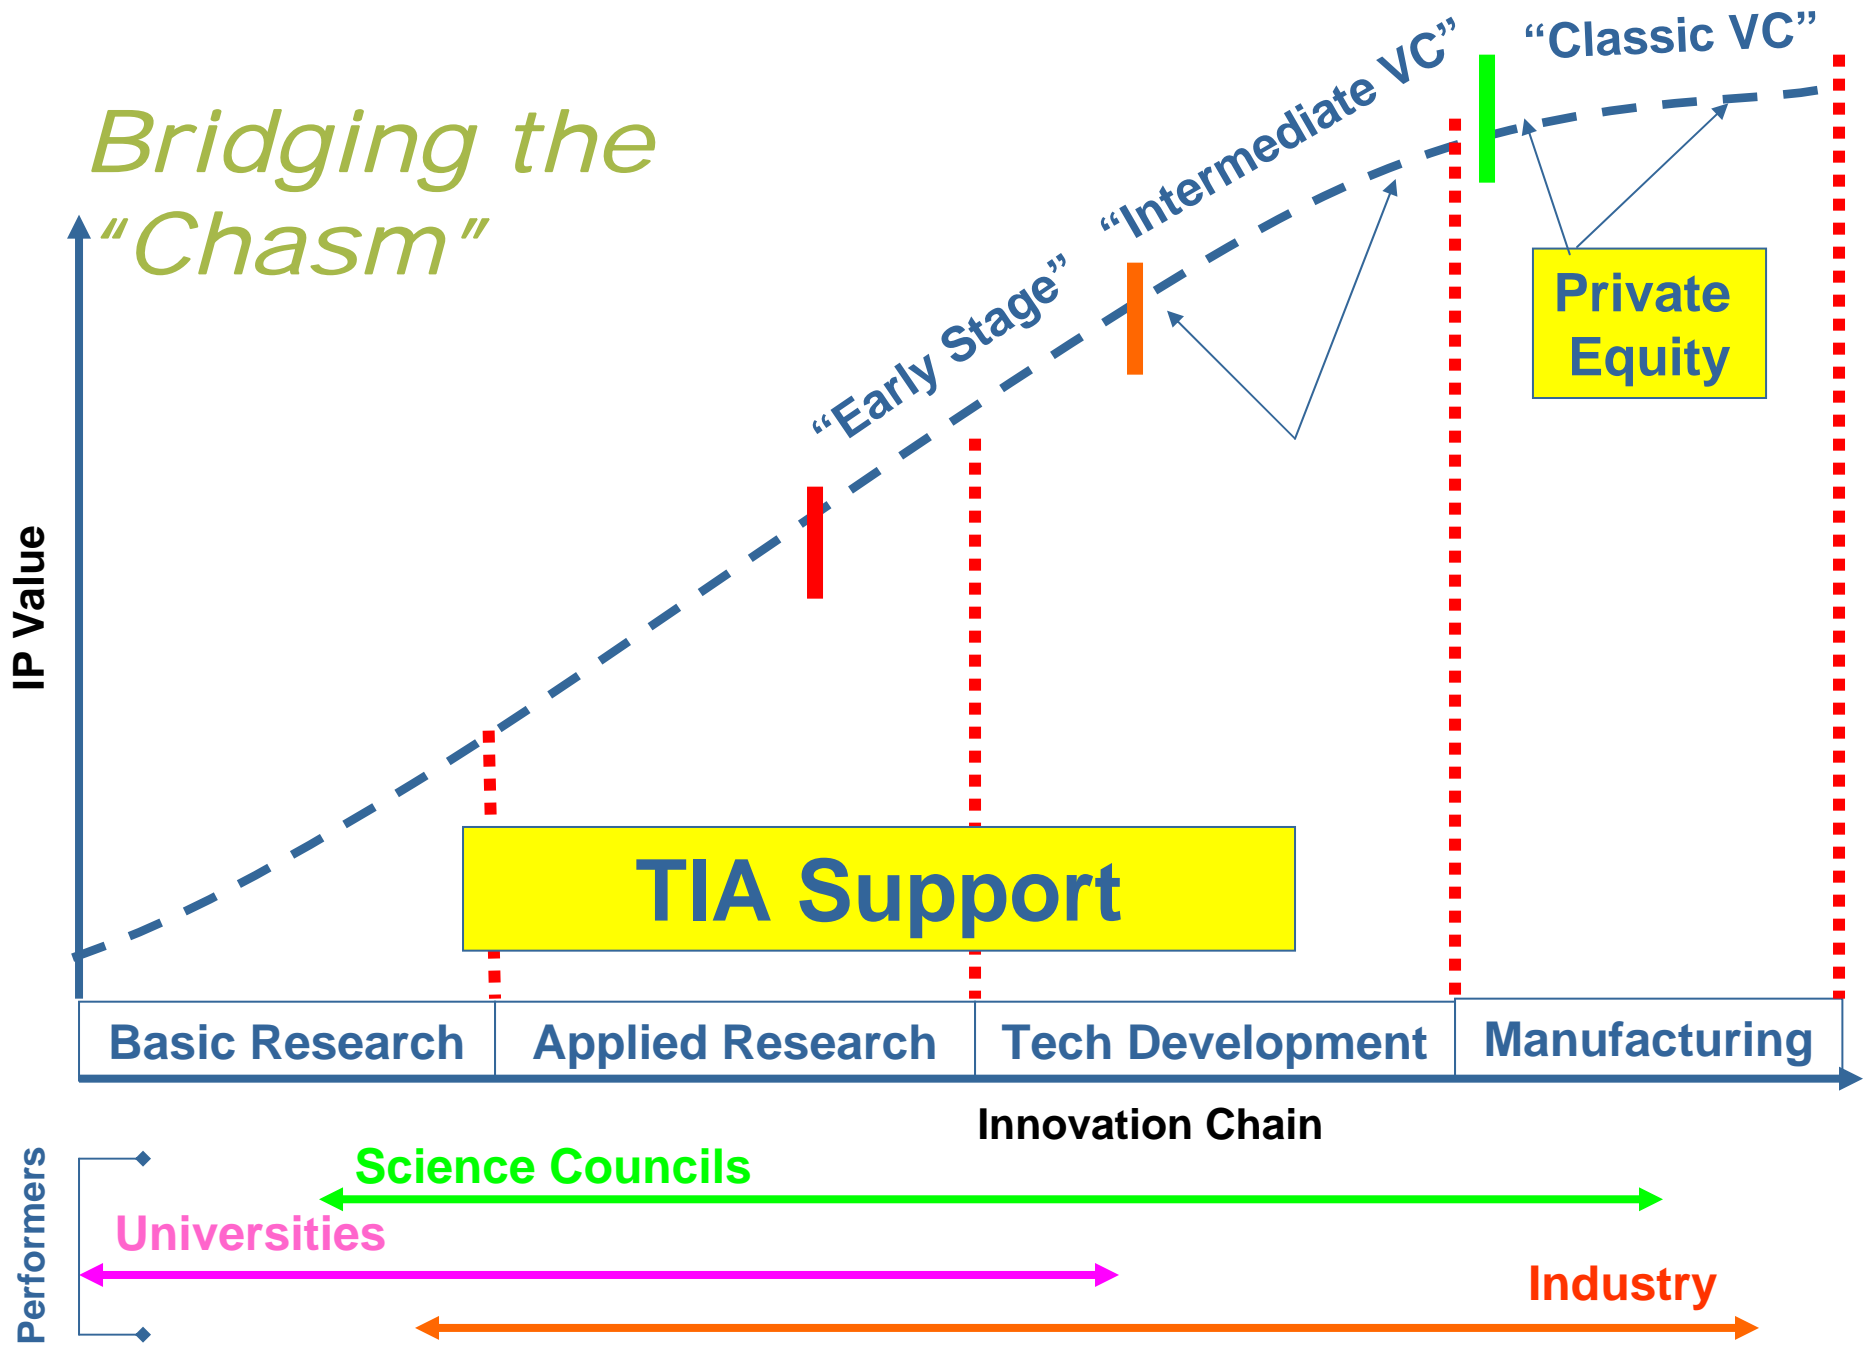 Bridging the
“Chasm”
“Early Stage”
“Intermediate VC”
“Classic VC”
Private
Equity
IP Value
TIA Support
Basic Research
Applied Research
Tech Development
Manufacturing
Innovation Chain
Performers
Science Councils
Universities
Industry